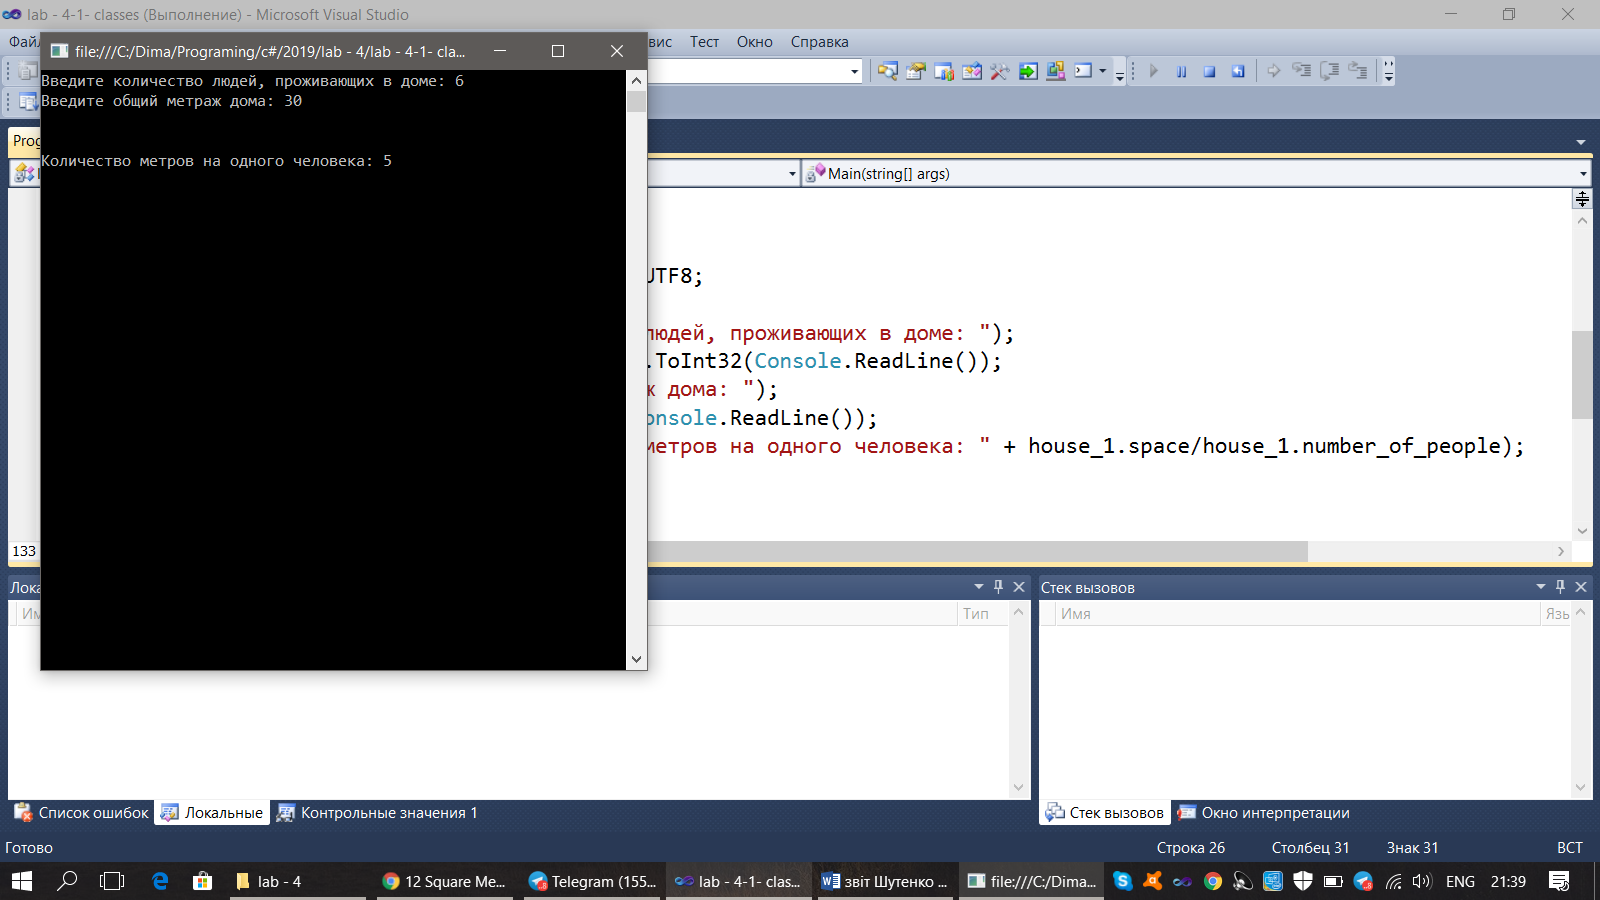 lab - 4-1- classes (Выполнение) - Microsoft Visual Studio
Тест Окно Справка
file:///C:/Dima/Programing/c#/2019/lab - 4/lab - 4-1- cla...
Введите количество людей, проживающих в доме: 6
Введите общий метраж дома: 30
Количество метров на одного человека: 5
Main(string[] args)
UTF8;
людей, проживающих в доме: ");
.ToInt32(Console.ReadLine());
ж дома: ");
onsole.ReadLine());
метров на одного человека: " + house_1.space/house_1.number_of_people);
133
Стек вызовов
Тип
Имя
Список ошибок
Локальные
Контрольные значения 1
Стек вызовов
Окно интерпретации
Готово
Строка 26
Столбец 31
Знак 31
ВСТ
lab - 4
12 Square Me...
Telegram (155...
lab - 4-1- clas...
звіт Шутенко ...
file:///C:/Dima...
ENG
21:39